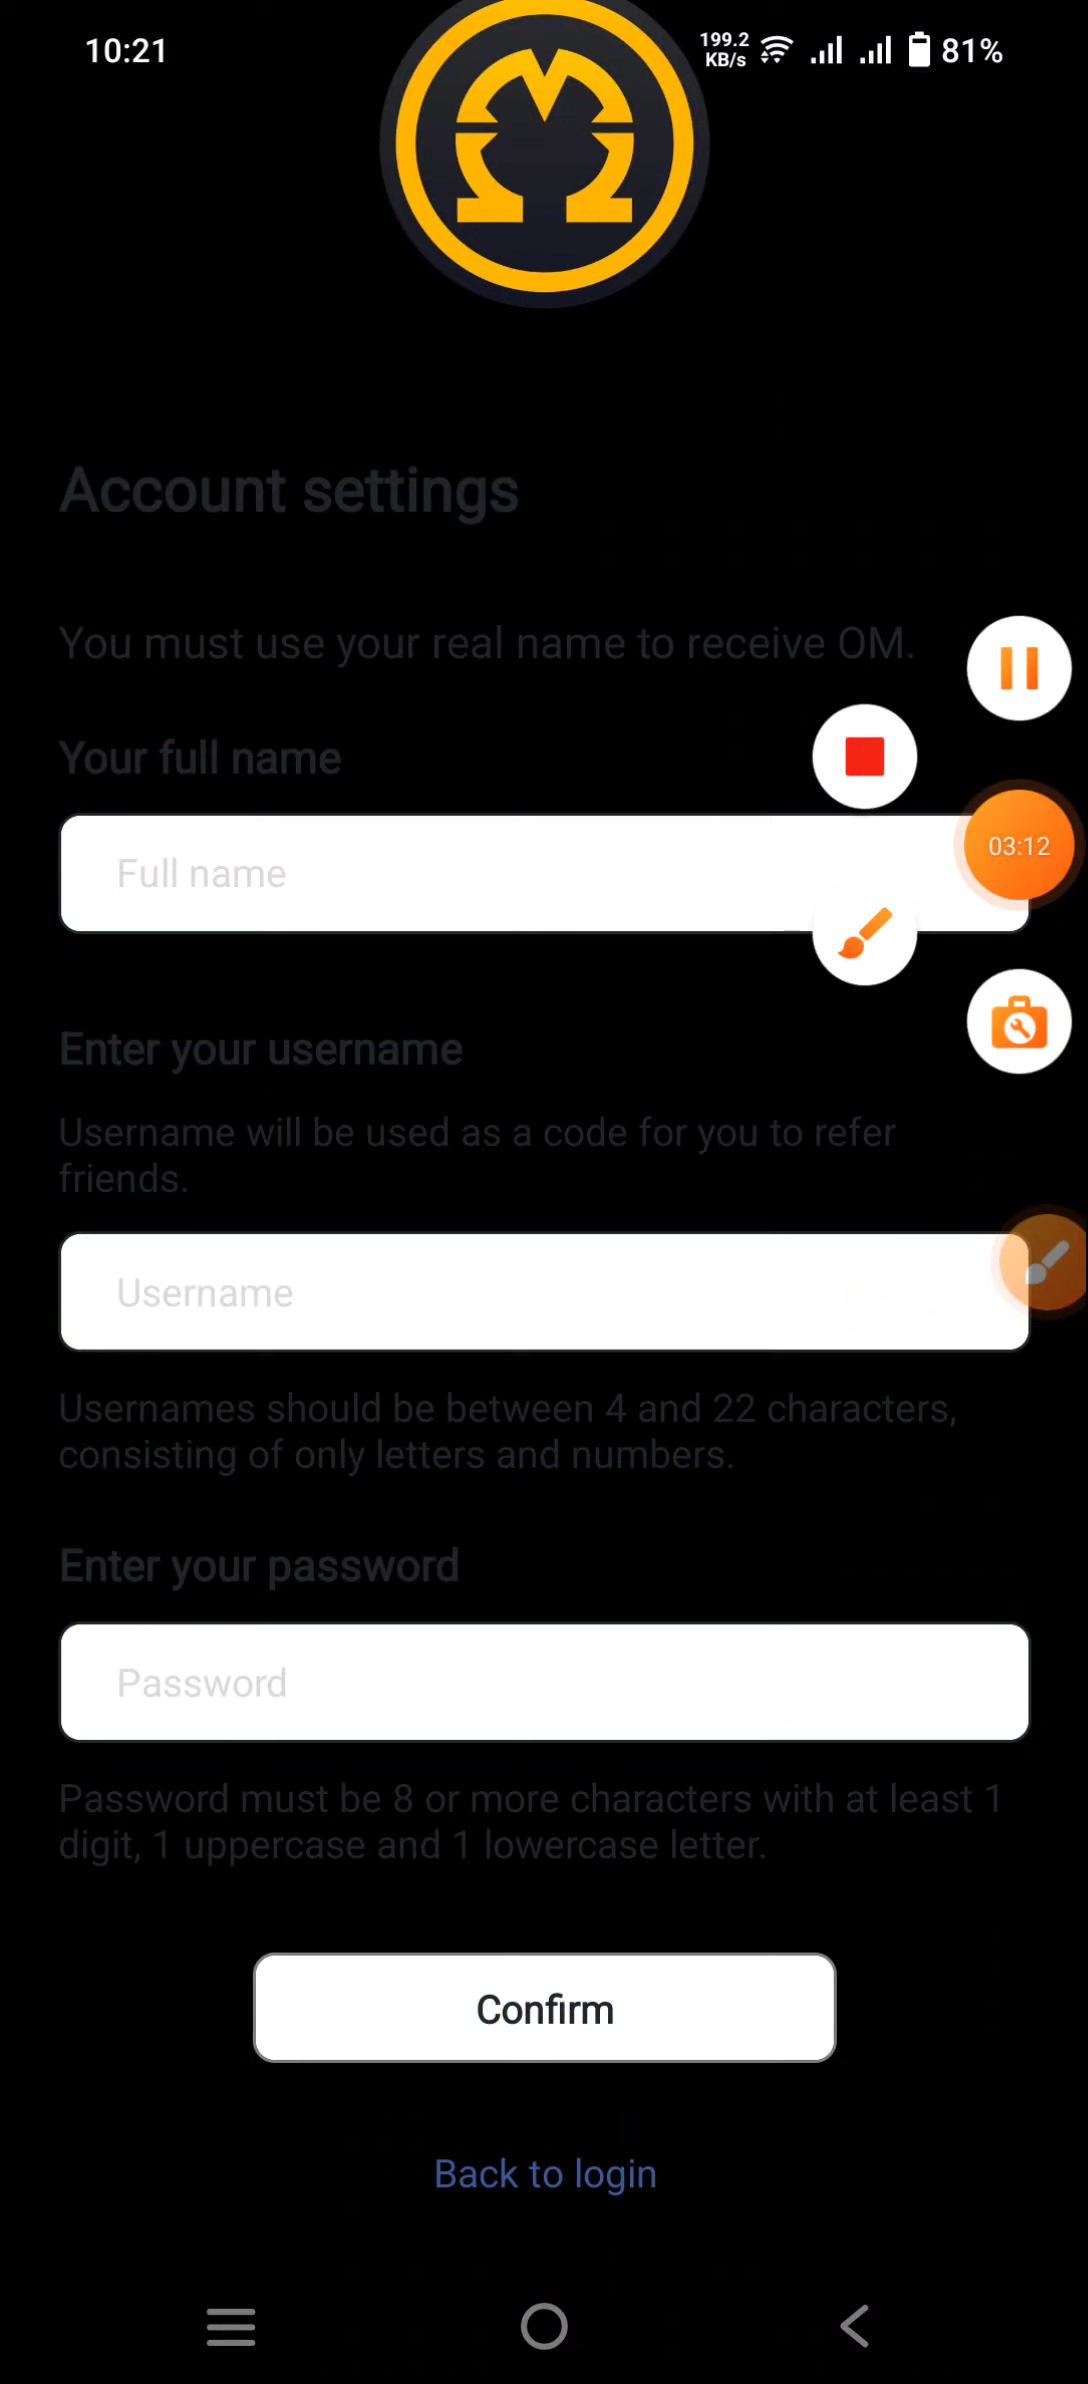 10:21
199.2
KB/s
81%
Account settings
You must use your real name to receive OM.
Your full name
03:12
Full name
Enter your username
Username will be used as a code for you to refer
friends.
Username
Usernames should be between 4 and 22 characters,
consisting of only letters and numbers.
Enter your password
Password
Password must be 8 or more characters with at least 1
digit, 1 uppercase and 1 lowercase letter.
Confirm
Back to login